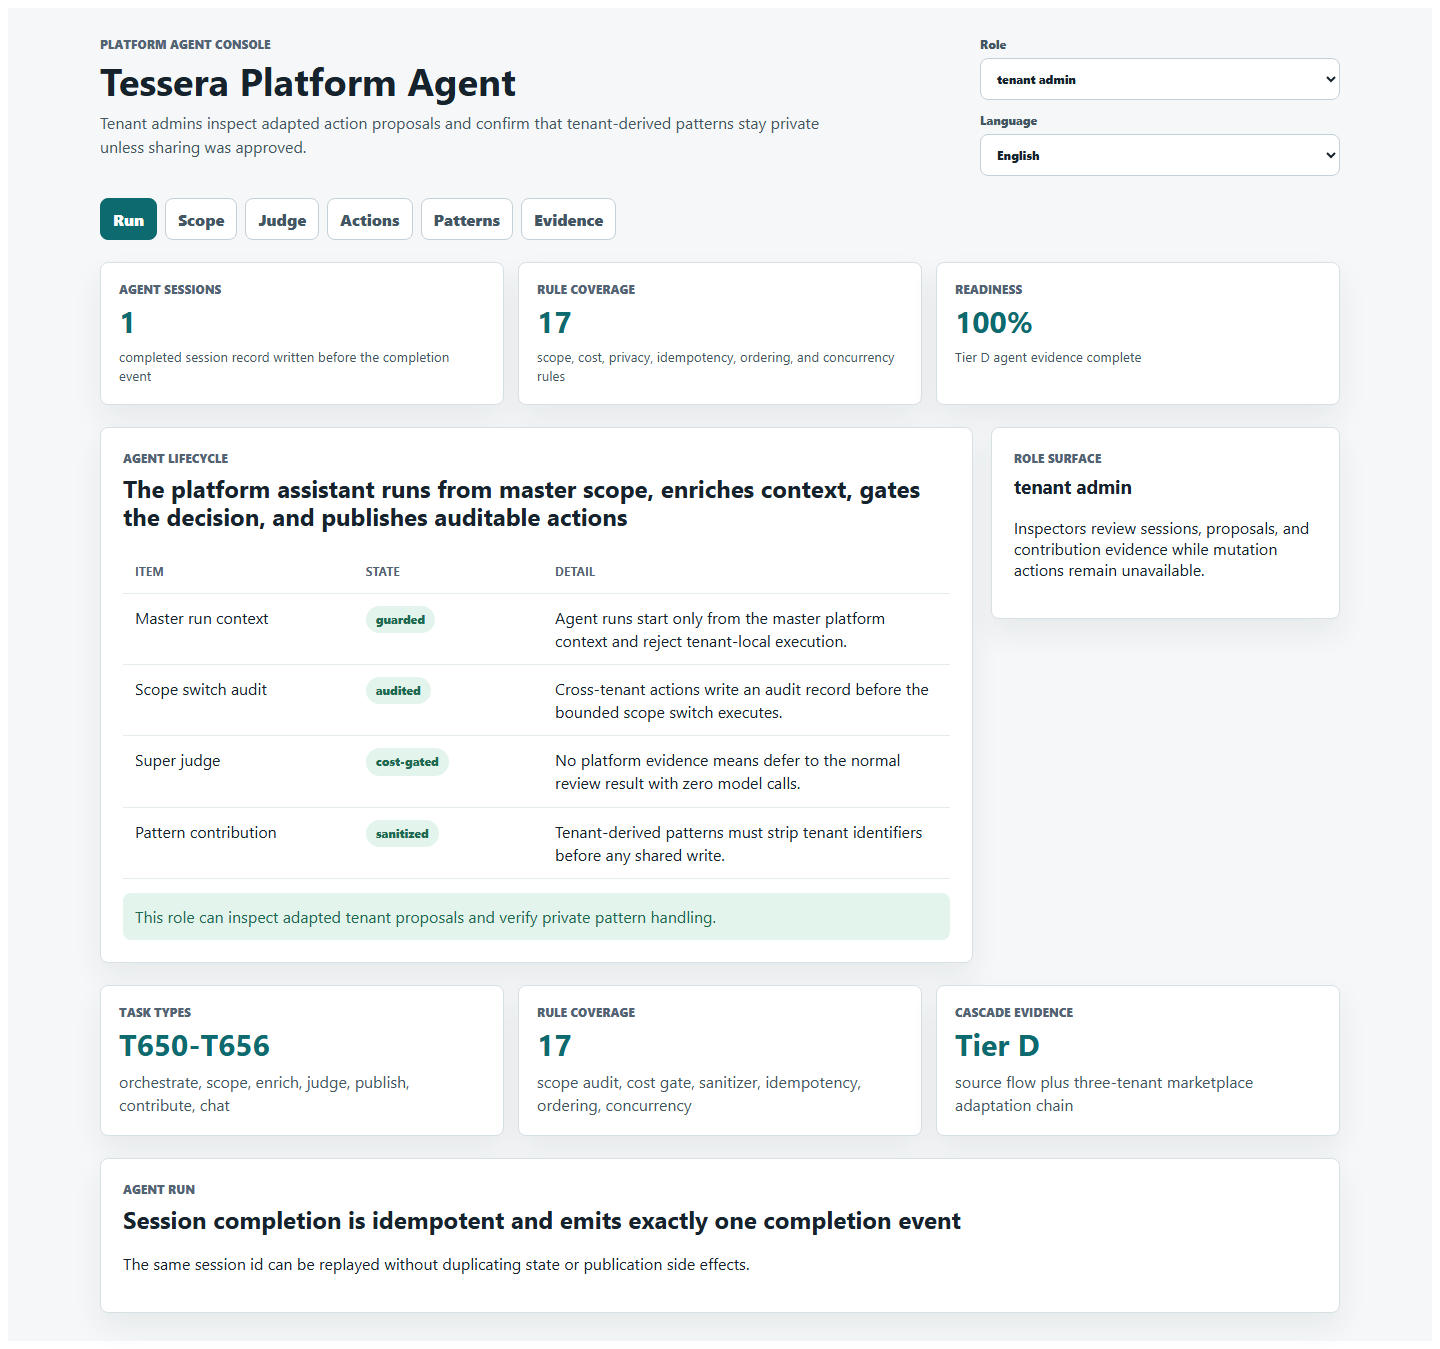 PLATFORM AGENT CONSOLE
Tessera Platform Agent
Tenant admins inspect adapted action proposals and confirm that tenant-derived patterns stay private
unless sharing was approved.
Role
tenant admin
Language
English
Run
Scope
Judge
Actions
Patterns
Evidence
AGENT SESSIONS
1
completed session record written before the completion
event
RULE COVERAGE
17
scope, cost, privacy, idempotency, ordering, and concurrency
rules
READINESS
100%
Tier D agent evidence complete
AGENT LIFECYCLE
The platform assistant runs from master scope, enriches context, gates
the decision, and publishes auditable actions
ITEM STATE DETAIL
Master run context guarded Agent runs start only from the master platform
context and reject tenant-local execution.
Scope switch audit audited Cross-tenant actions write an audit record before the
bounded scope switch executes.
Super judge cost-gated No platform evidence means defer to the normal
review result with zero model calls.
Pattern contribution sanitized Tenant-derived patterns must strip tenant identifiers
before any shared write.
This role can inspect adapted tenant proposals and verify private pattern handling.
ROLE SURFACE
tenant admin
Inspectors review sessions, proposals, and
contribution evidence while mutation
actions remain unavailable.
TASK TYPES
T650-T656
orchestrate, scope, enrich, judge, publish,
contribute, chat
RULE COVERAGE
17
scope audit, cost gate, sanitizer, idempotency,
ordering, concurrency
CASCADE EVIDENCE
Tier D
source flow plus three-tenant marketplace
adaptation chain
AGENT RUN
Session completion is idempotent and emits exactly one completion event
The same session id can be replayed without duplicating state or publication side effects.